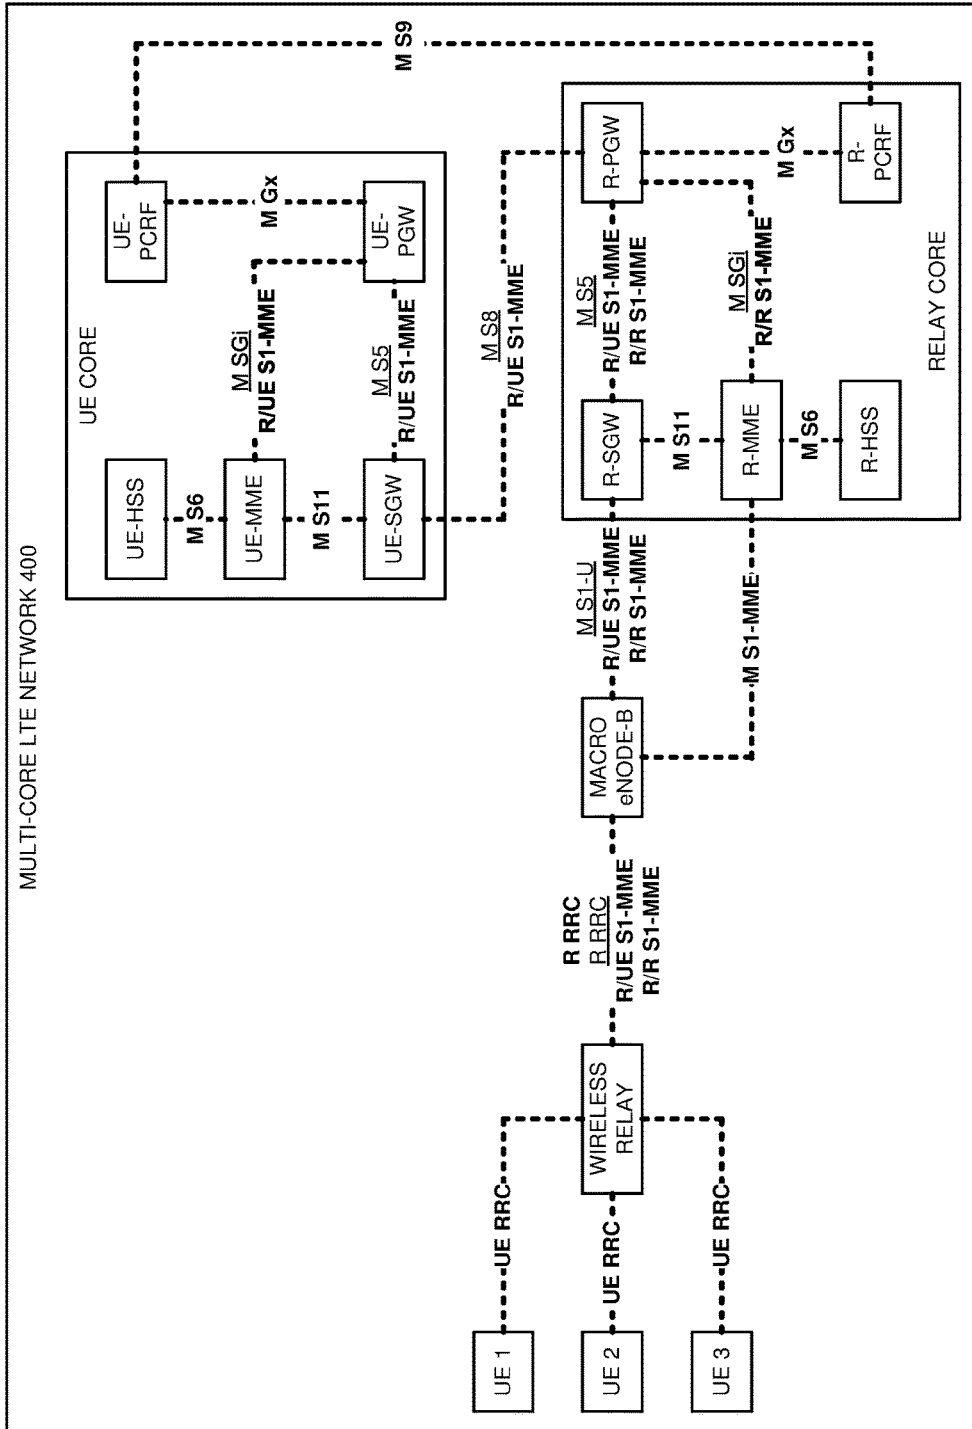 MULTI-CORE LTE NETWORK 400
UE CORE
UE-HSS
M S6
UE-MME
M S11
UE-SGW
M SGi
R/UE S1-MME
M S5
R/UE S1-MME
UE-
PCRF
M Gx
UE-
PGW
M S9
M S8
R/UE S1-MME
UE 1
UE 2
UE 3
UE RRC
UE RRC
UE RRC
WIRELESS
RELAY
R RRC
R RRC
R/UE S1-MME
R/R S1-MME
MACRO
eNODE-B
M S1-U
R/UE S1-MME
R/R S1-MME
M S1-MME
R-SGW
M S11
R-MME
M S6
R-HSS
M S5
R/UE S1-MME
R/R S1-MME
M SGi
R/R S1-MME
R-PGW
M Gx
R-
PCRF
RELAY CORE